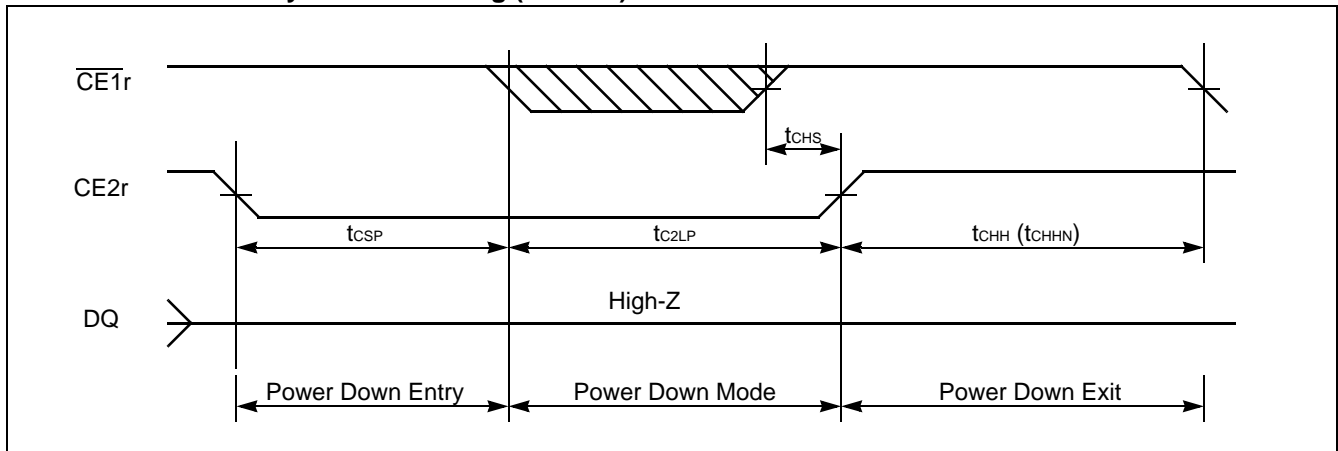 CE1r
tCHS
CE2r
tCSP tC2LP tCHH (tCHHN)
High-Z
DQ
Power Down Entry Power Down Mode Power Down Exit